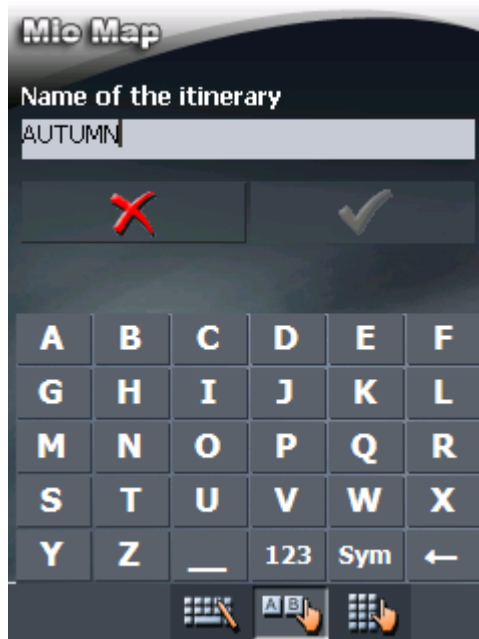 Mio Map
Name of the itinerary
AUTUMN
A B C D E F
G H I J K L
M N O P Q R
S T U V W X
Y Z _ 123 Sym ←
A B